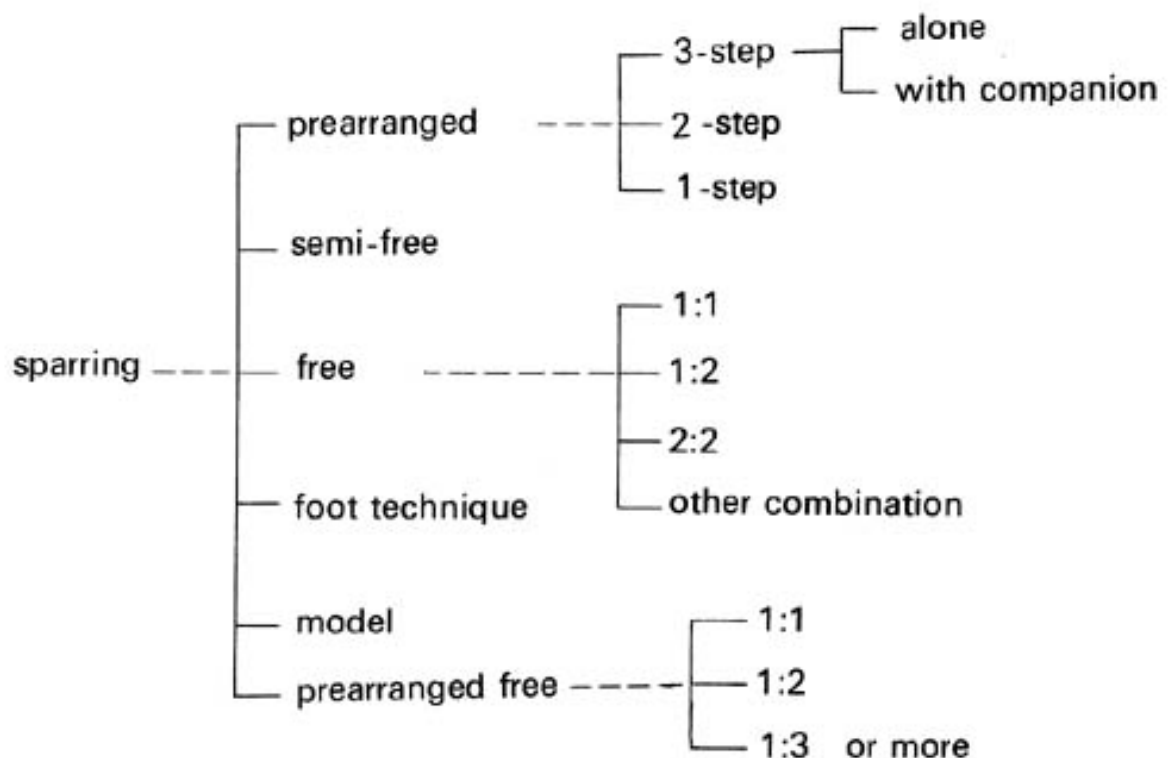 alone
3-step
with companion
prearranged
2 -step
1-step
semi-free
1:1
sparring
free
1:2
2:2
foot technique
other combination
model
1:1
prearranged free
1:2
1:3 or more